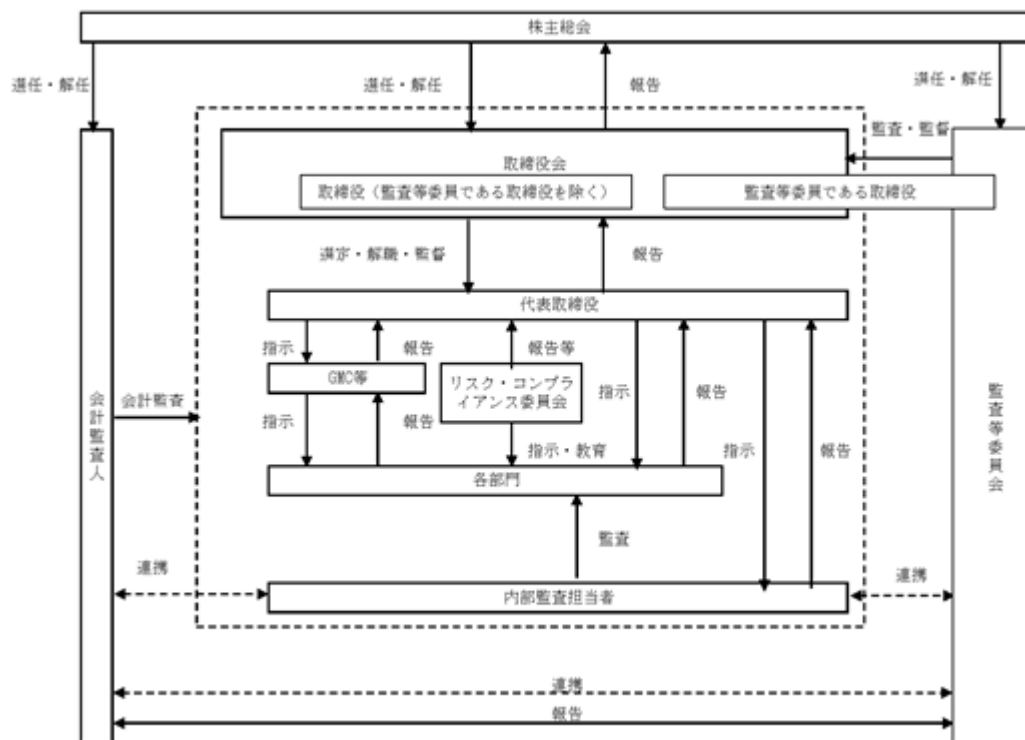 株主総会
選任・解任
選任・解任
報告
選任・解任
監査・監督
取締役会
取締役（監査等委員である取締役を除く）
監査等委員である取締役
選定・解職・監督
報告
代表取締役
指示
報告
報告等
GMC等
リスク・コンプラ
イアンス委員会
指示
報告
会計監査
指示
報告
指示・教育
指示
報告
各部門
会計監査人
監査等委員会
監査
連携
連携
内部監査担当者
連携
報告